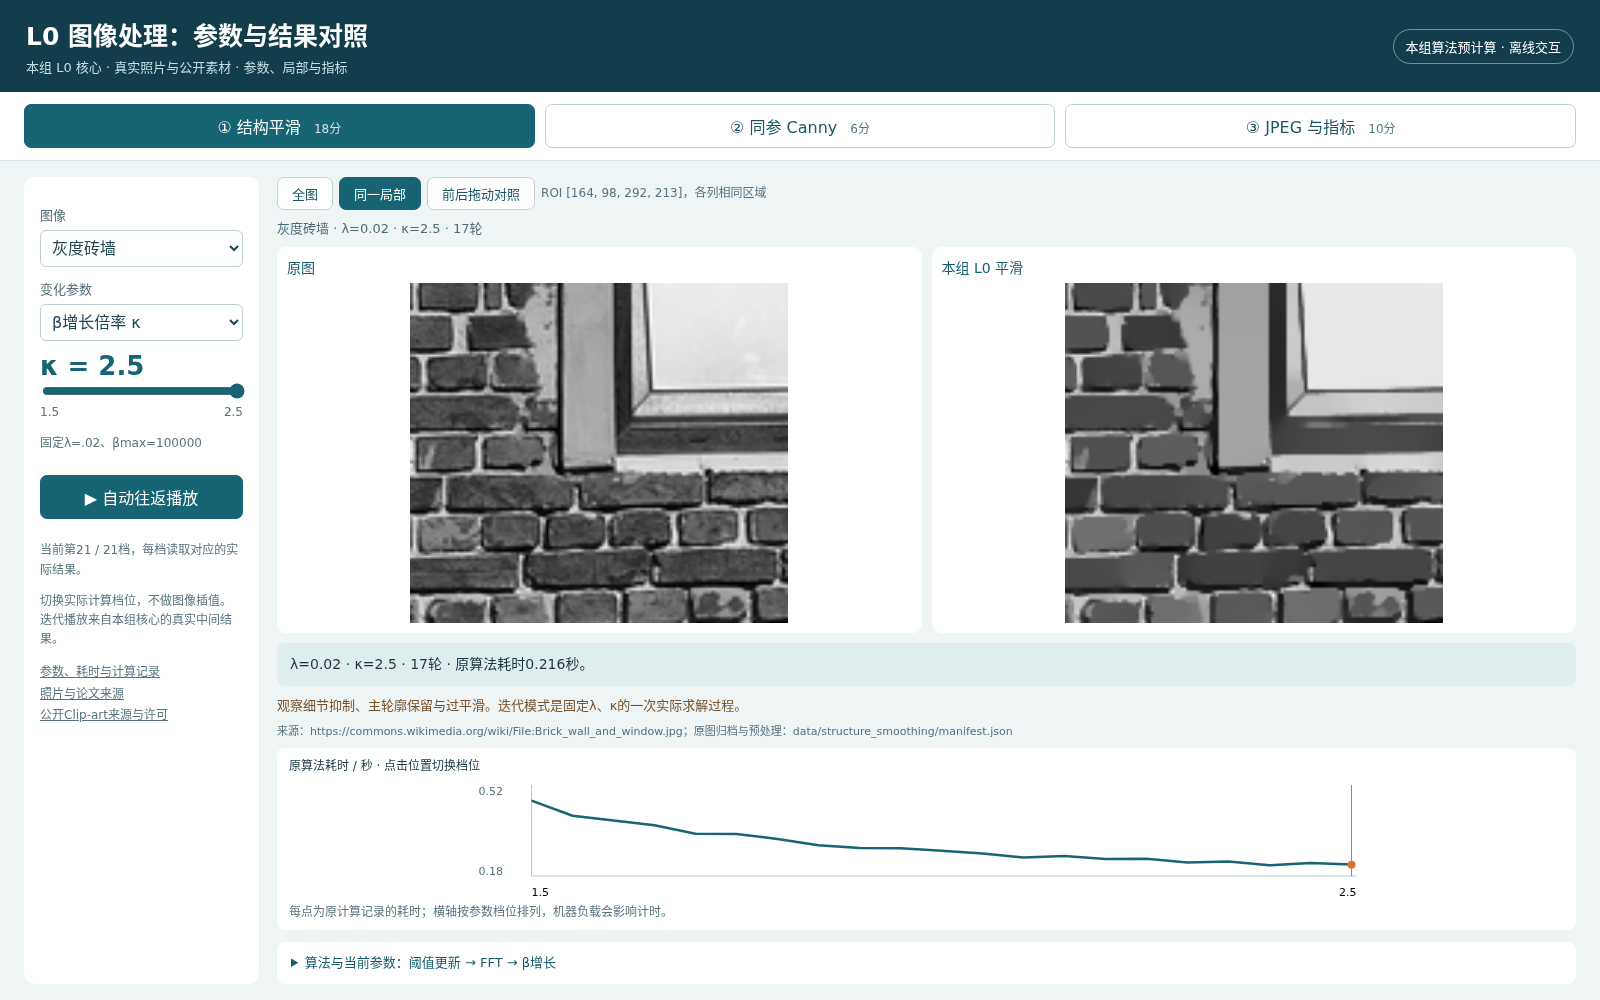 L0 图像处理：参数与结果对照
本组 L0 核心 · 真实照片与公开素材 · 参数、局部与指标
本组算法预计算 · 离线交互
① 结构平滑 18分
② 同参 Canny 6分
③ JPEG 与指标 10分
图像
灰度砖墙
变化参数
β增长倍率 κ
κ = 2.5
1.5 2.5
固定λ=.02、βmax=100000
▶ 自动往返播放
当前第21 / 21档，每档读取对应的实
际结果。
切换实际计算档位，不做图像插值。
迭代播放来自本组核心的真实中间结
果。
参数、耗时与计算记录
照片与论文来源
公开Clip-art来源与许可
全图 同一局部 前后拖动对照 ROI [164, 98, 292, 213]，各列相同区域
灰度砖墙 · λ=0.02 · κ=2.5 · 17轮
原图
本组 L0 平滑
λ=0.02 · κ=2.5 · 17轮 · 原算法耗时0.216秒。
观察细节抑制、主轮廓保留与过平滑。迭代模式是固定λ、κ的一次实际求解过程。
来源：https://commons.wikimedia.org/wiki/File:Brick_wall_and_window.jpg；原图归档与预处理：data/structure_smoothing/manifest.json
原算法耗时 / 秒 · 点击位置切换档位
0.52
0.18
1.5 2.5
每点为原计算记录的耗时；横轴按参数档位排列，机器负载会影响计时。
▶ 算法与当前参数：阈值更新 → FFT → β增长